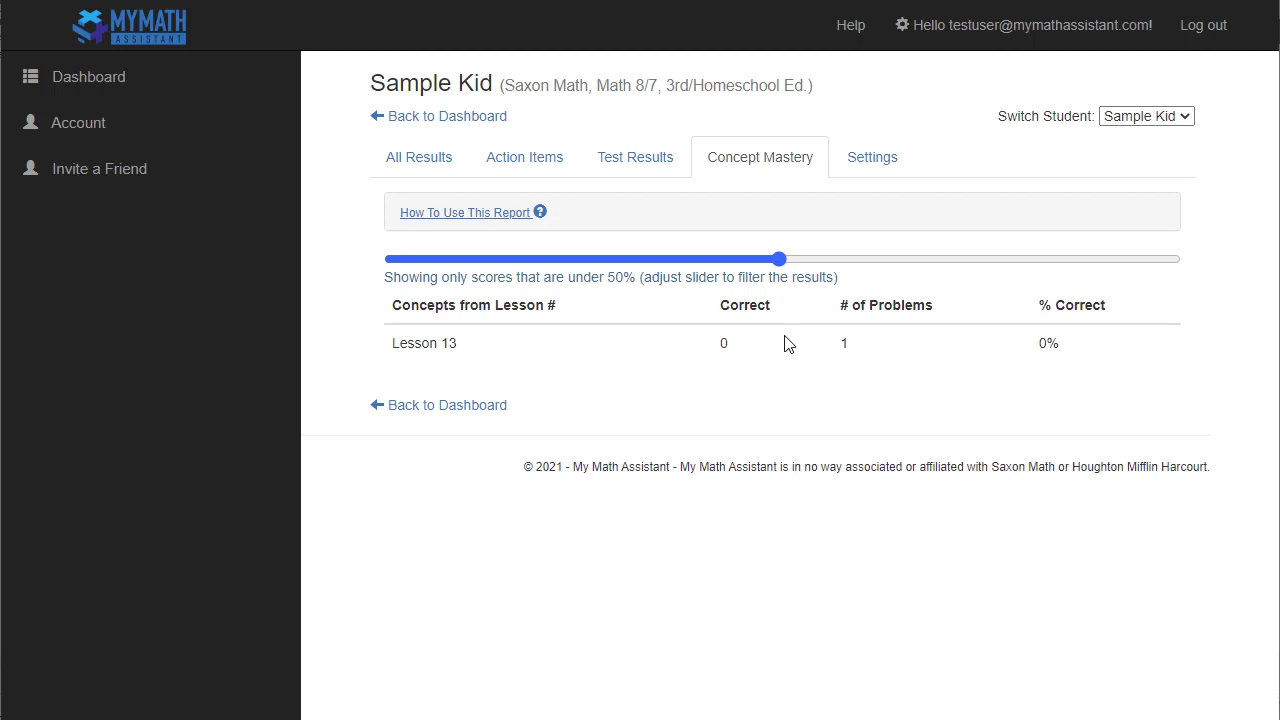 MYMATH
ASSISTANT
Help
Hello testuser@mymathassistant.com!
Log out
Dashboard
Account
Invite a Friend
Sample Kid (Saxon Math, Math 8/7, 3rd/Homeschool Ed.)
Back to Dashboard
Switch Student: Sample Kid
All Results
Action Items
Test Results
Concept Mastery
Settings
How To Use This Report
Showing only scores that are under 50% (adjust slider to filter the results)
Concepts from Lesson # Correct # of Problems % Correct
Lesson 13 0 1 0%
Back to Dashboard
© 2021 - My Math Assistant - My Math Assistant is in no way associated or affiliated with Saxon Math or Houghton Mifflin Harcourt.